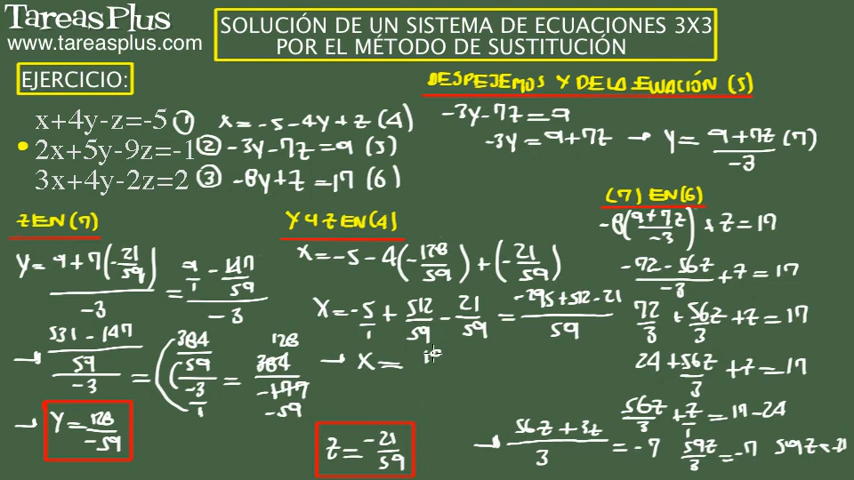 TareasPlus
www.tareasplus.com
SOLUCIÓN DE UN SISTEMA DE ECUACIONES 3X3
POR EL MÉTODO DE SUSTITUCIÓN
EJERCICIO:
x+4y-z=-5 ① x=-5-4y+z (4)
2x+5y-9z=-1 ② -3y-7z=9 (5)
3x+4y-2z=2 ③ -8y+z=17 (6)
DESPEJEMOS Y DE LA EWACIÓN (5)
-3y-7z=9
-3y=9+7z → y=9+7z/-3 (7)
(7) EN (6)
-8(9+7z/-3)+z=17
-72-56z/-3+z=17
72/3+56z/3+z=17
24+56z/3+z=17
56z/3+z/1=17-24
→ 56z+3z/3=-7 59z/3=-7 59z=-21
z=-21/59
Z EN (7)
y=9+7(-21/59)/-3=9/1-147/59/-3
→ 531-147/59/-3=(384/59/-3/1=128 384/-177 -59
→ y=128/-59
Y Y Z EN (4)
x=-5-4(-128/59)+(-21/59)
x=-5/1+512/59-21/59=-295+512-21/59
→ x=